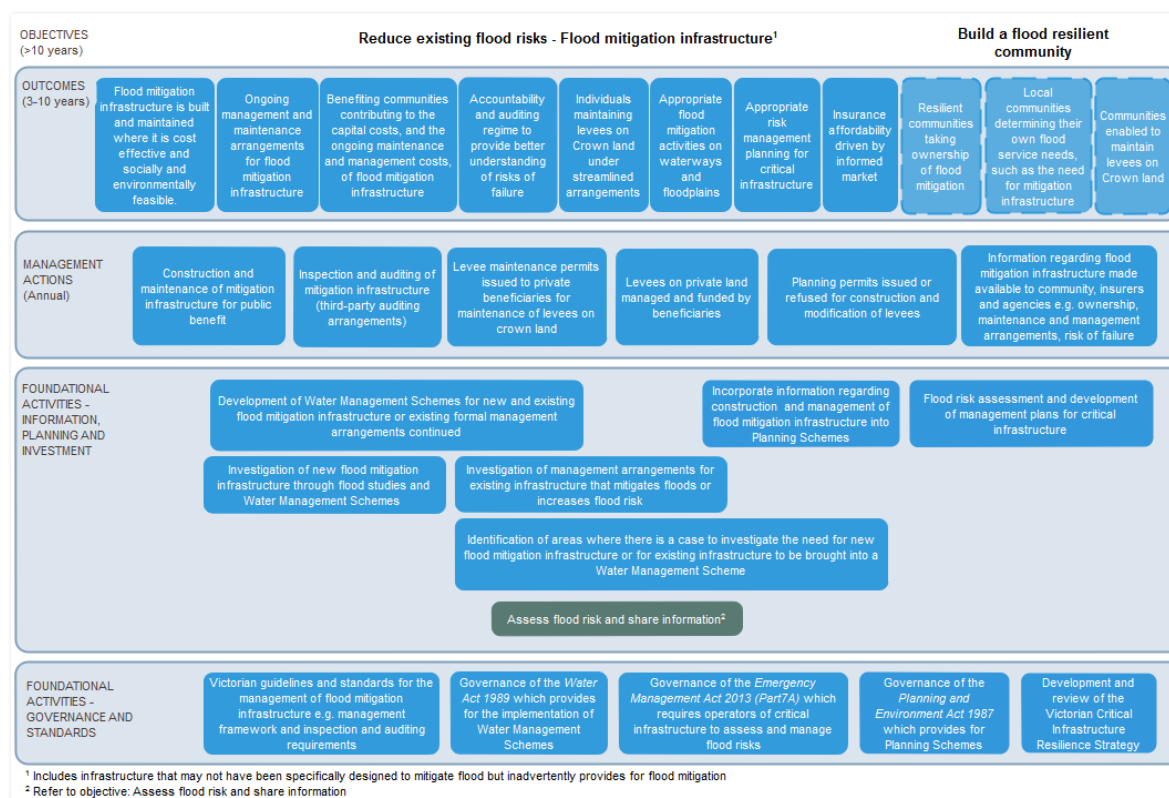 OBJECTIVES
(>10 years)
Reduce existing flood risks - Flood mitigation infrastructure¹
Build a flood resilient
community
OUTCOMES
(3-10 years)
Flood mitigation
infrastructure is built
and maintained
where it is cost
effective and
socially and
environmentally
feasible.
Ongoing
management and
maintenance
arrangements
for flood
mitigation
infrastructure
Benefiting communities
contributing to the
capital costs, and the
ongoing maintenance
and management costs,
of flood mitigation
infrastructure
Accountability
and auditing
regime to
provide better
understanding
of risks of
failure
Individuals
maintaining
levees on
Crown land
under
streamlined
arrangements
Appropriate
flood
mitigation
activities on
waterways
and
floodplains
Appropriate
risk
management
planning for
critical
infrastructure
Insurance
affordability
driven by
informed
market
Resilient
communities
taking
ownership
of flood
mitigation
Local
communities
determining their
own flood
service needs,
such as the need
for mitigation
infrastructure
Communities
enabled to
maintain
levees on
Crown land
MANAGEMENT
ACTIONS
(Annual)
Construction and
maintenance of mitigation
infrastructure for public
benefit
Inspection and auditing of
mitigation infrastructure
(third-party auditing
arrangements)
Levee maintenance permits
issued to private
beneficiaries for
maintenance of levees on
crown land
Levees on private land
managed and funded by
beneficiaries
Planning permits issued or
refused for construction and
modification of levees
Information regarding flood
mitigation infrastructure made
available to community, insurers
and agencies e.g. ownership,
maintenance and management
arrangements, risk of failure
FOUNDATIONAL
ACTIVITIES -
INFORMATION,
PLANNING AND
INVESTMENT
Development of Water Management Schemes for new and existing
flood mitigation infrastructure or existing formal management
arrangements continued
Incorporate information regarding
construction and management of
flood mitigation infrastructure into
Planning Schemes
Flood risk assessment and development
of management plans for critical
infrastructure
Investigation of new flood mitigation
infrastructure through flood studies and
Water Management Schemes
Investigation of management arrangements for
existing infrastructure that mitigates floods or
increases flood risk
Identification of areas where there is a case to investigate the need for new
flood mitigation infrastructure or for existing infrastructure to be brought into a
Water Management Scheme
Assess flood risk and share information²
FOUNDATIONAL
ACTIVITIES -
GOVERNANCE AND
STANDARDS
Victorian guidelines and standards for the
management of flood mitigation
infrastructure e.g. management
framework and inspection and auditing
requirements
Governance of the Water
Act 1989 which provides
for the implementation of
Water Management
Schemes
Governance of the Emergency
Management Act 2013 (Part7A) which
requires operators of critical
infrastructure to assess and manage
flood risks
Governance of the
Planning and
Environment Act 1987
which provides for
Planning Schemes
Development and
review of the
Victorian Critical
Infrastructure
Resilience Strategy
¹ Includes infrastructure that may not have been specifically designed to mitigate flood but inadvertently provides for flood mitigation
² Refer to objective: Assess flood risk and share information